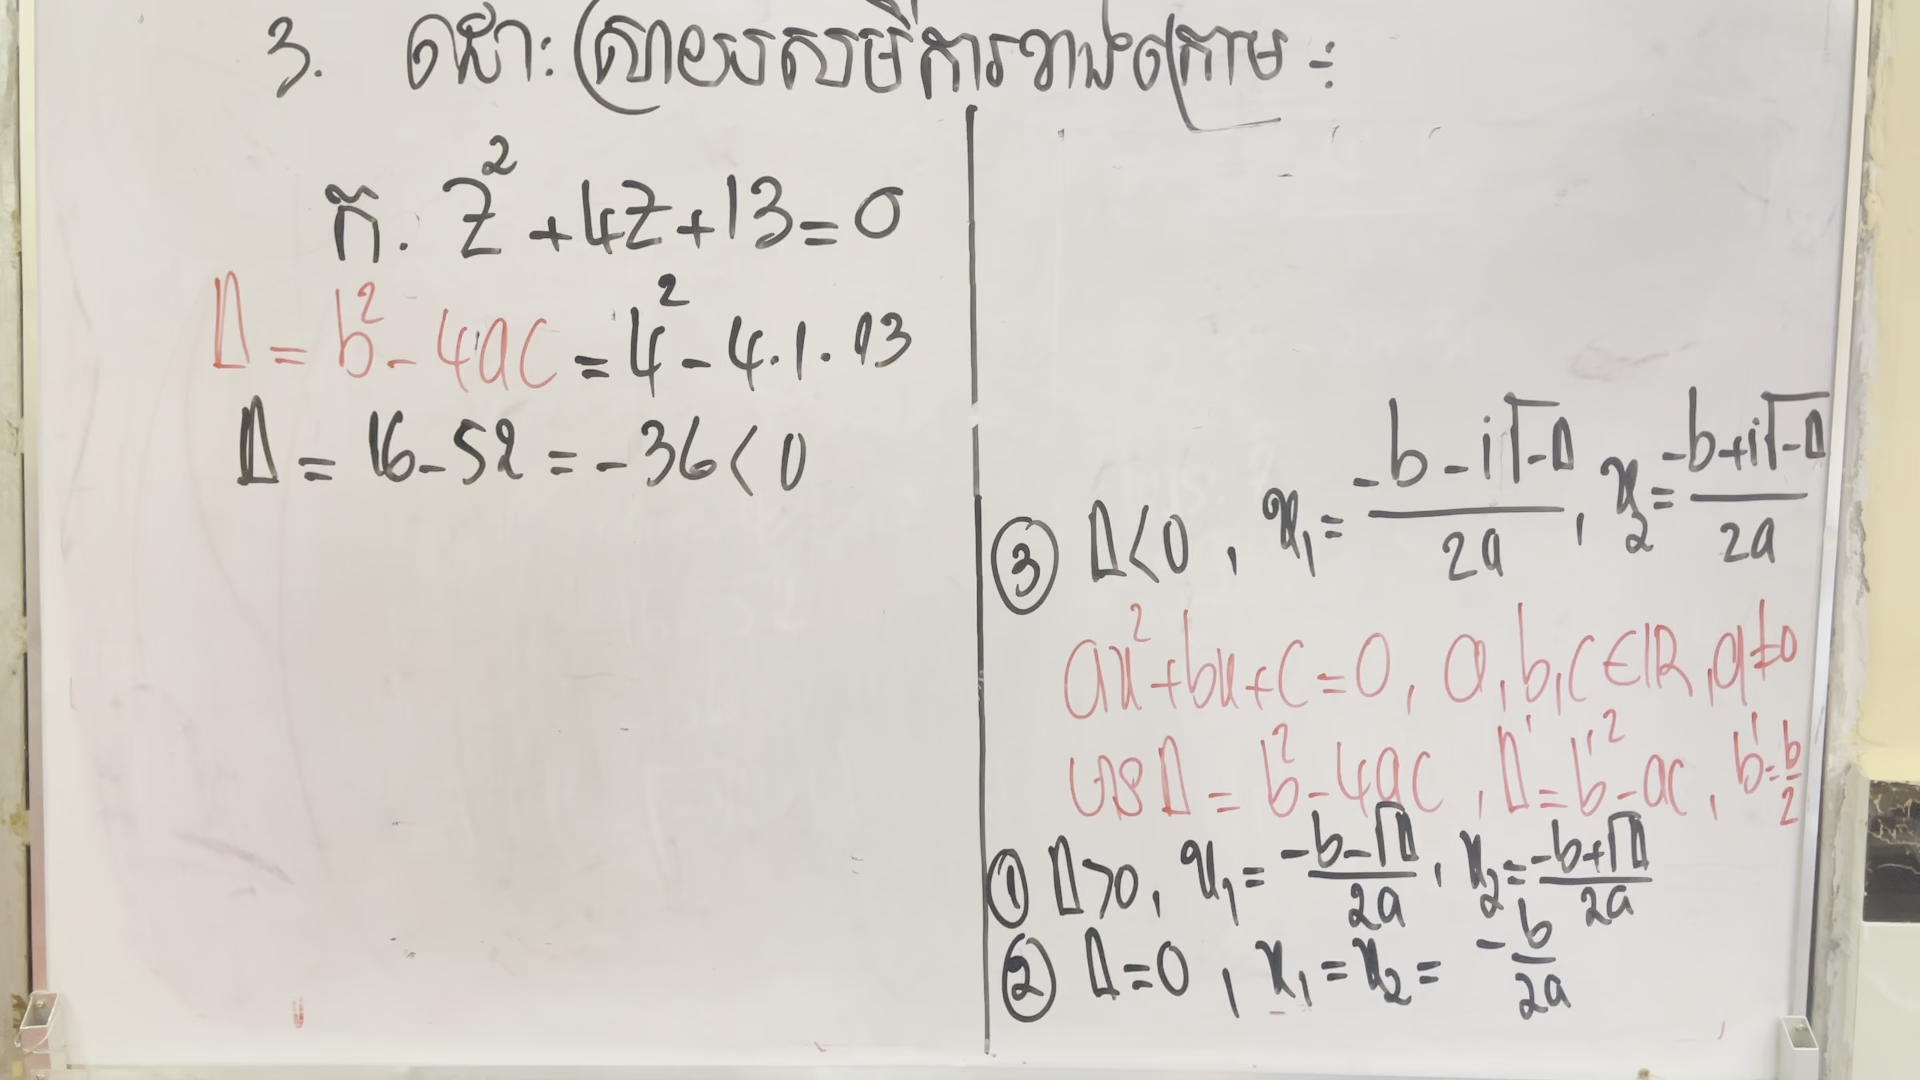 3. ដោះស្រាយសមីការខាងក្រោម ÷
ក. z² + 4z + 13 = 0
Δ = b² - 4ac = 4² - 4.1.13
Δ = 16 - 52 = -36 < 0
③ Δ < 0, x₁ = (-b - i√-Δ)/2a, x₂ = (-b + i√-Δ)/2a
ax² + bx + c = 0, a, b, c ∈ ℝ, a ≠ 0
មាន Δ = b² - 4ac, Δ' = b'² - ac, b' = b/2
① Δ > 0, x₁ = (-b - √Δ)/2a, x₂ = (-b + √Δ)/2a
② Δ = 0, x₁ = x₂ = -b/2a